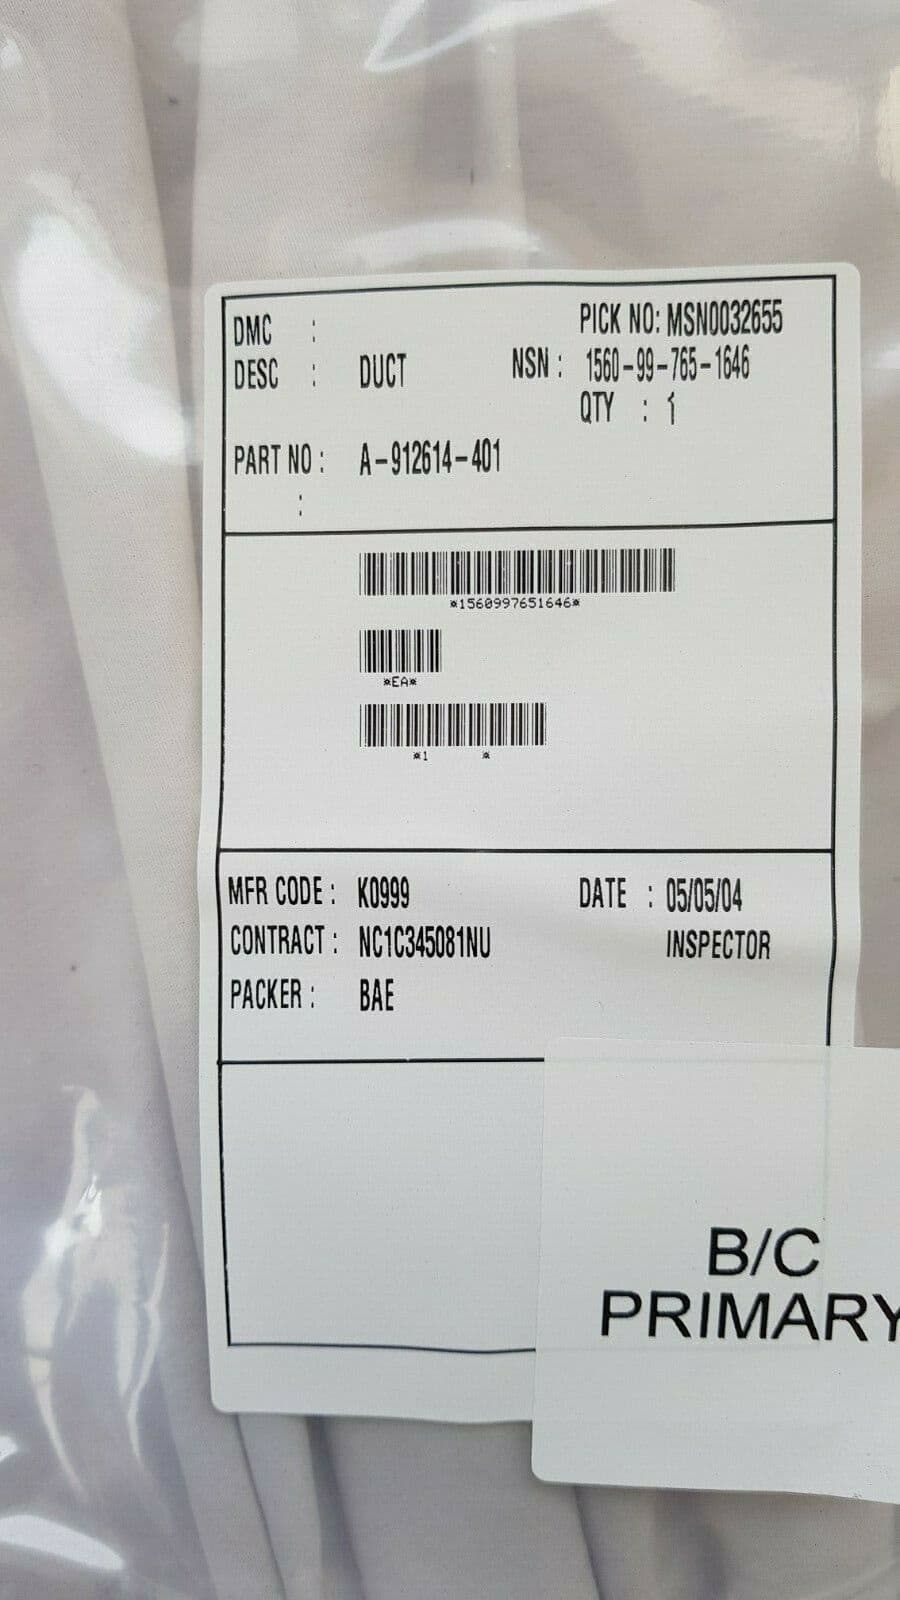 DMC :
PICK NO: MSN0032655
DESC : DUCT
NSN : 1560-99-765-1646
QTY : 1
PART NO : A-912614-401
:
*1560997651646*
*EA*
*1 *
MFR CODE : K0999
DATE : 05/05/04
CONTRACT : NC1C345081NU
INSPECTOR
PACKER : BAE
B/C
PRIMARY